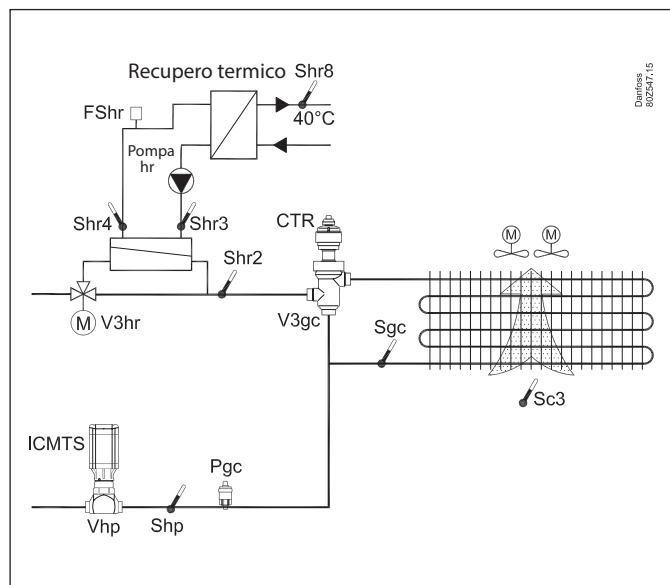 Danfoss
80Z547.15
Recupero termico
Shr8
FShr
40°C
Pompa
hr
Shr4
Shr3
CTR
Shr2
M
M
M
V3hr
V3gc
Sgc
Sc3
ICMTS
Pgc
Vhp
Shp